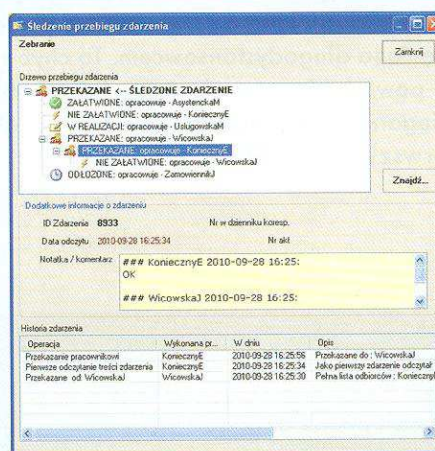 Śledzenie przebiegu zdarzenia
Zebranie
Zamknij
Drzewo przebiegu zdarzenia
PRZEKAZANE <-- ŚLEDZONE ZDARZENIE
ZAŁATWIONE: opracowuje - AsystenckaM
NIE ZAŁATWIONE: opracowuje - KoniecznyE
W REALIZACJI: opracowuje - UslugowskaM
PRZEKAZANE: opracowuje - WicowskaJ
PRZEKAZANE: opracowuje - KoniecznyE
NIE ZAŁATWIONE: opracowuje - WicowskaJ
ODŁOŻONE: opracowuje - ZamowiennikJ
Znajdź...
Dodatkowe informacje o zdarzeniu
ID Zdarzenia 8933 Nr w dzienniku koresp.
Data odczytu 2010-09-28 16:25:34 Nr akt
Notatka / komentarz
### KoniecznyE 2010-09-28 16:25:
OK
### WicowskaJ 2010-09-28 16:25:
Historia zdarzenia
Operacja Wykonana pr... W dniu Opis
Przekazanie pracownikowi KoniecznyE 2010-09-28 16:25:56 Przekazane do : WicowskaJ
Pierwsze odczytanie treści zdarzenia KoniecznyE 2010-09-28 16:25:34 Jako pierwszy zdarzenie odczytał
Przekazane od: WicowskaJ WicowskaJ 2010-09-28 16:25:30 Pełna lista odbiorców : Konieczny